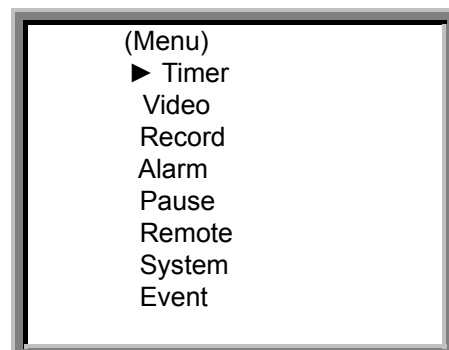 (Menu)
► Timer
Video
Record
Alarm
Pause
Remote
System
Event